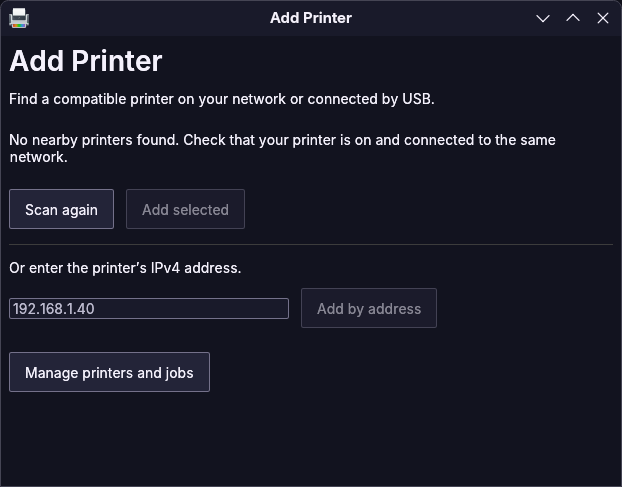 Add Printer
Add Printer
Find a compatible printer on your network or connected by USB.
No nearby printers found. Check that your printer is on and connected to the same
network.
Scan again
Add selected
Or enter the printer’s IPv4 address.
192.168.1.40
Add by address
Manage printers and jobs